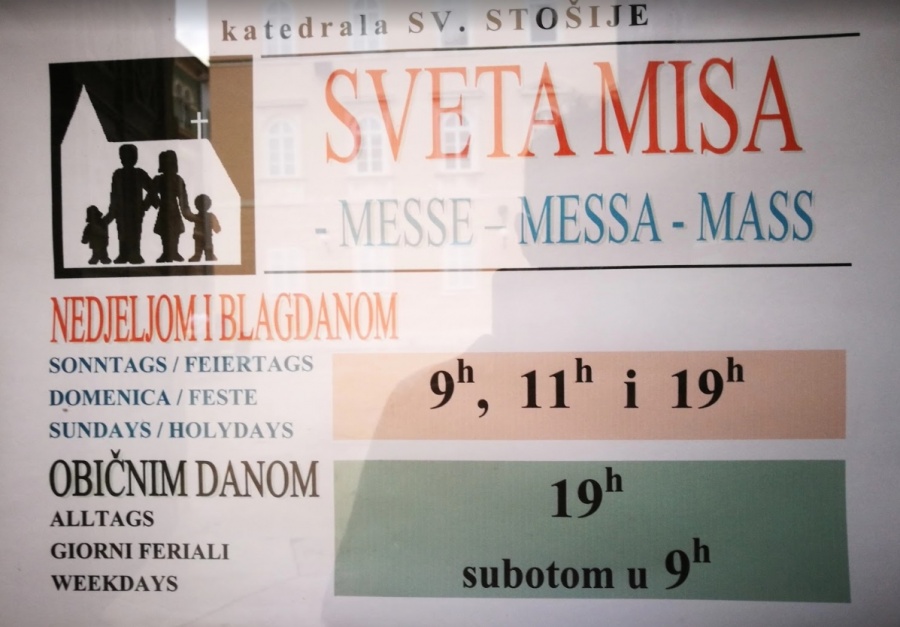 katedrala SV. STOŠIJE
SVETA MISA
- MESSE – MESSA - MASS
NEDJELJOM I BLAGDANOM
SONNTAGS / FEIERTAGS
DOMENICA / FESTE
SUNDAYS / HOLYDAYS
9h, 11h i 19h
OBIČNIM DANOM
ALLTAGS
GIORNI FERIALI
WEEKDAYS
19h
subotom u 9h